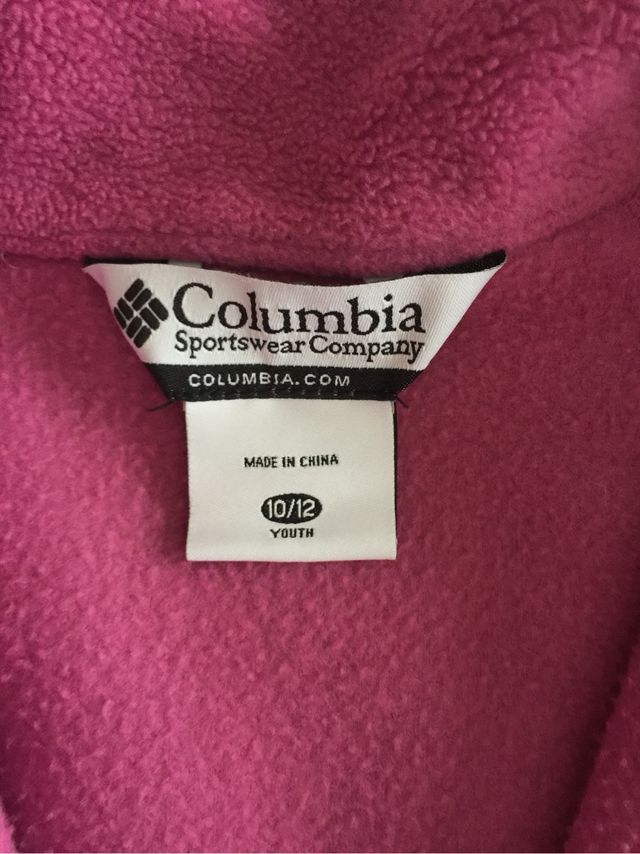 Columbia
Sportswear Company
COLUMBIA.COM
MADE IN CHINA
10/12
YOUTH